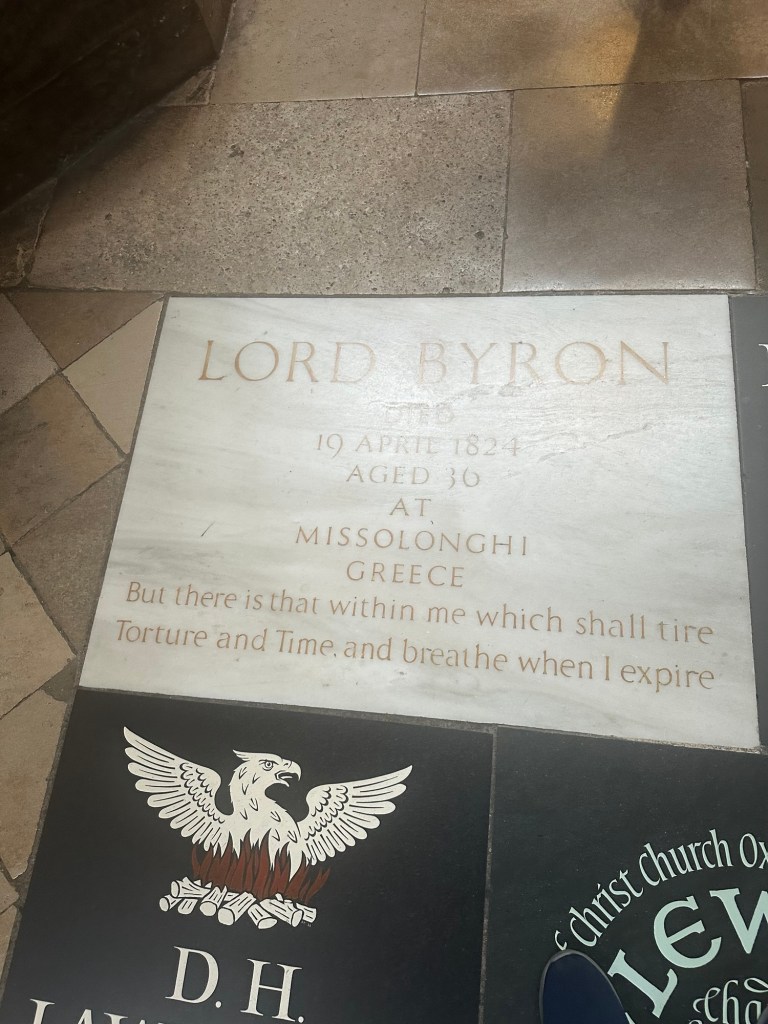 LORD BYRON
DIED
19 APRIL 1824
AGED 36
AT
MISSOLONGHI
GREECE
But there is that within me which shall tire
Torture and Time, and breathe when I expire
D. H.
christ church Ox
LEW